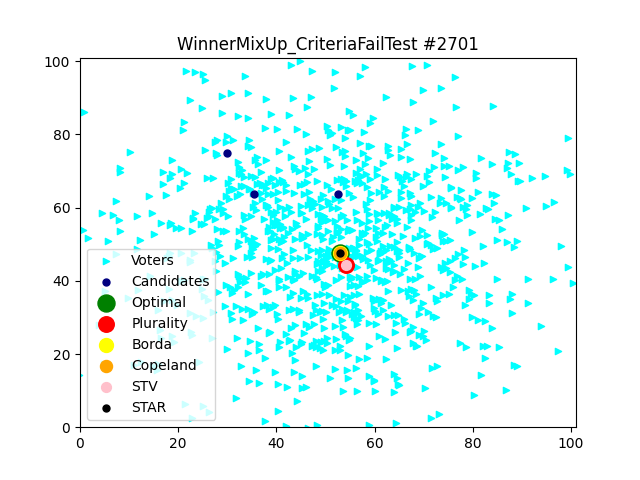 WinnerMixUp_CriteriaFailTest #2701
100
80
60
40
20
0
0 20 40 60 80 100
Voters
Candidates
Optimal
Plurality
Borda
Copeland
STV
STAR